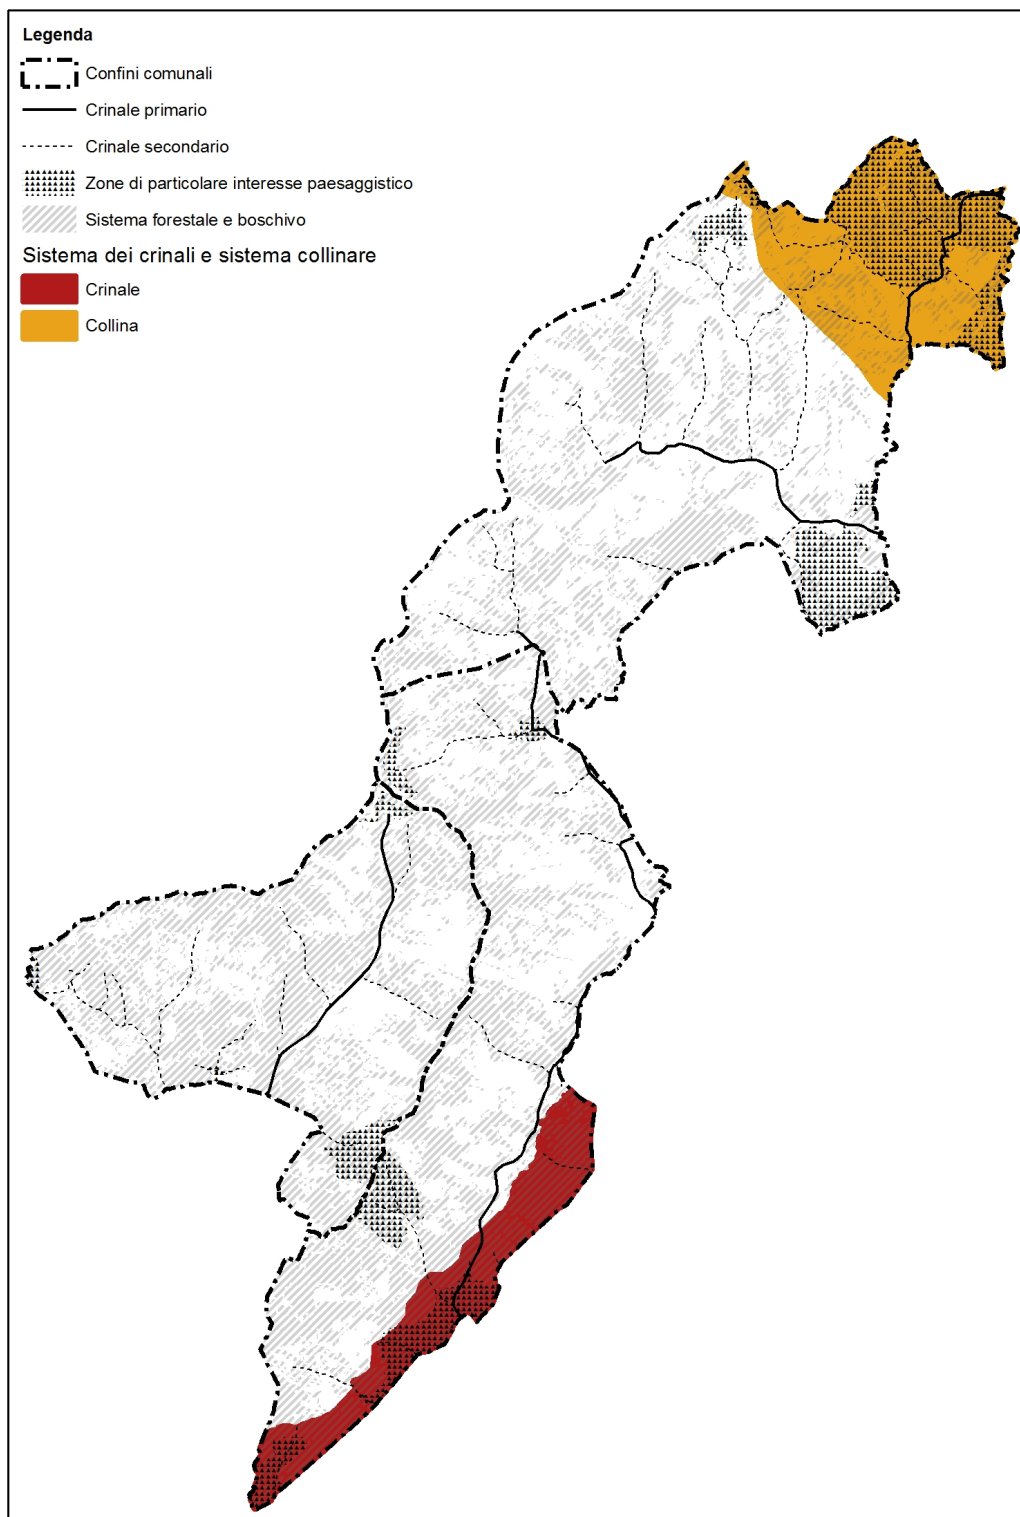 Legenda
Confini comunali
Crinale primario
Crinale secondario
Zone di particolare interesse paesaggistico
Sistema forestale e boschivo
Sistema dei crinali e sistema collinare
Crinale
Collina